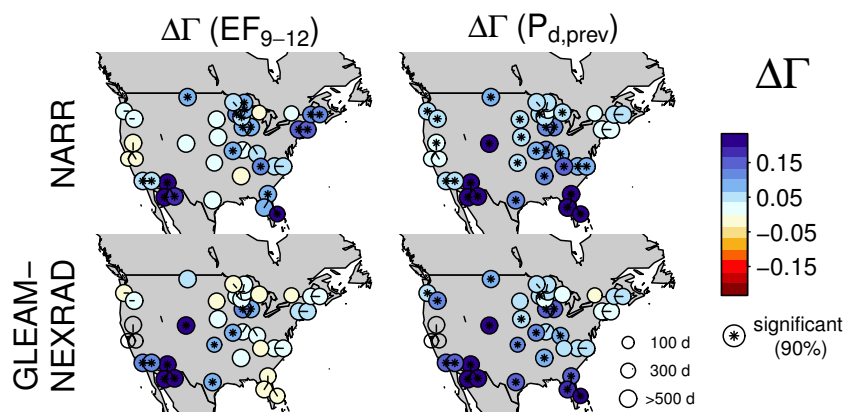 ΔΓ (EF9−12)
ΔΓ (Pd,prev)
ΔΓ
NARR
GLEAM−
NEXRAD
0.15
0.05
−0.05
−0.15
significant
(90%)
100 d
300 d
>500 d